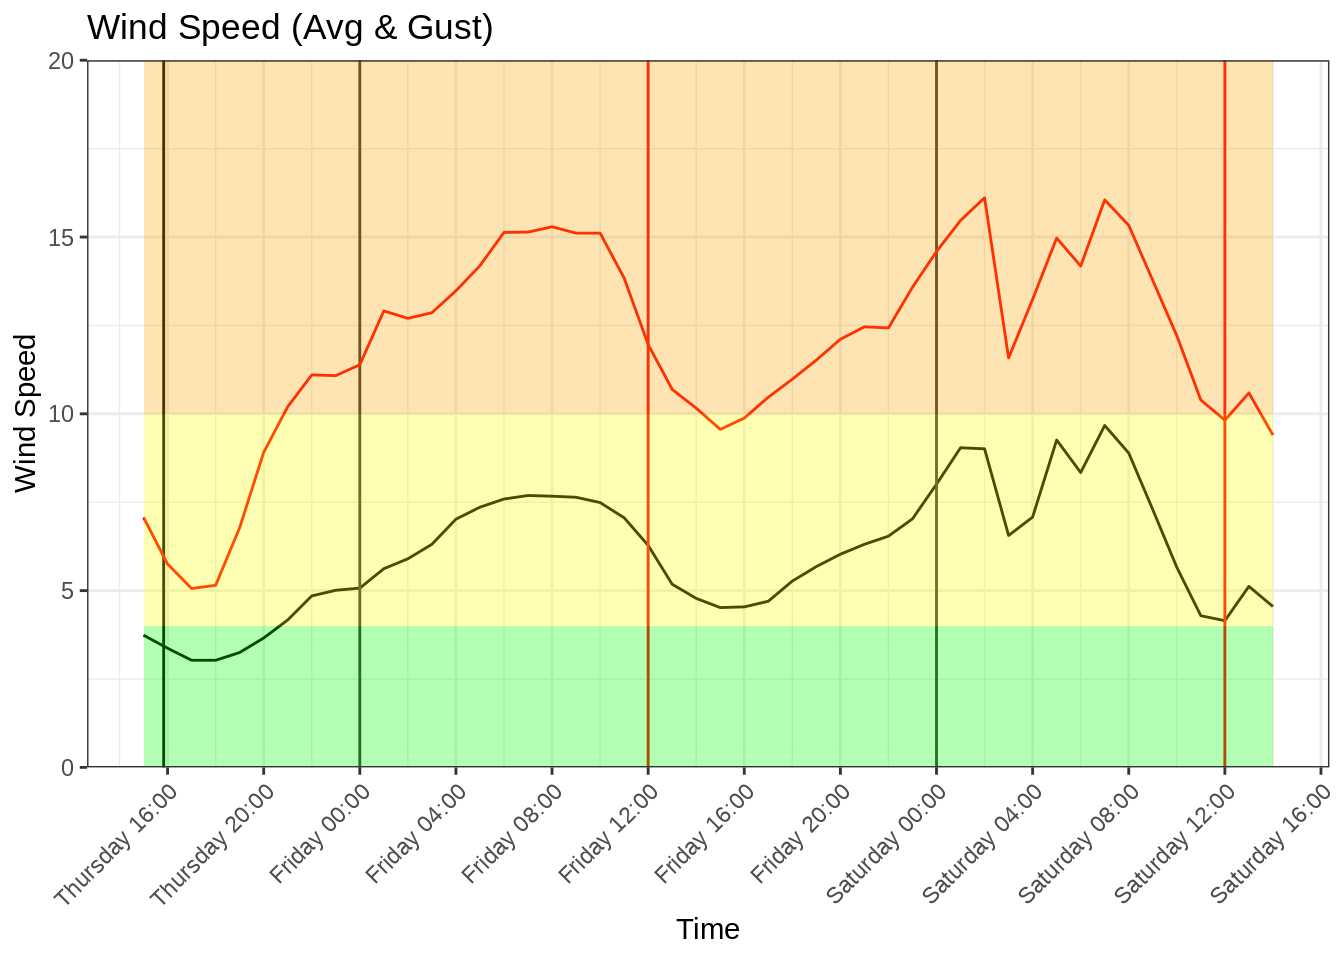 Wind Speed (Avg & Gust)
20
15
10
5
0
Wind Speed
Thursday 16:00
Thursday 20:00
Friday 00:00
Friday 04:00
Friday 08:00
Friday 12:00
Friday 16:00
Friday 20:00
Saturday 00:00
Saturday 04:00
Saturday 08:00
Saturday 12:00
Saturday 16:00
Time